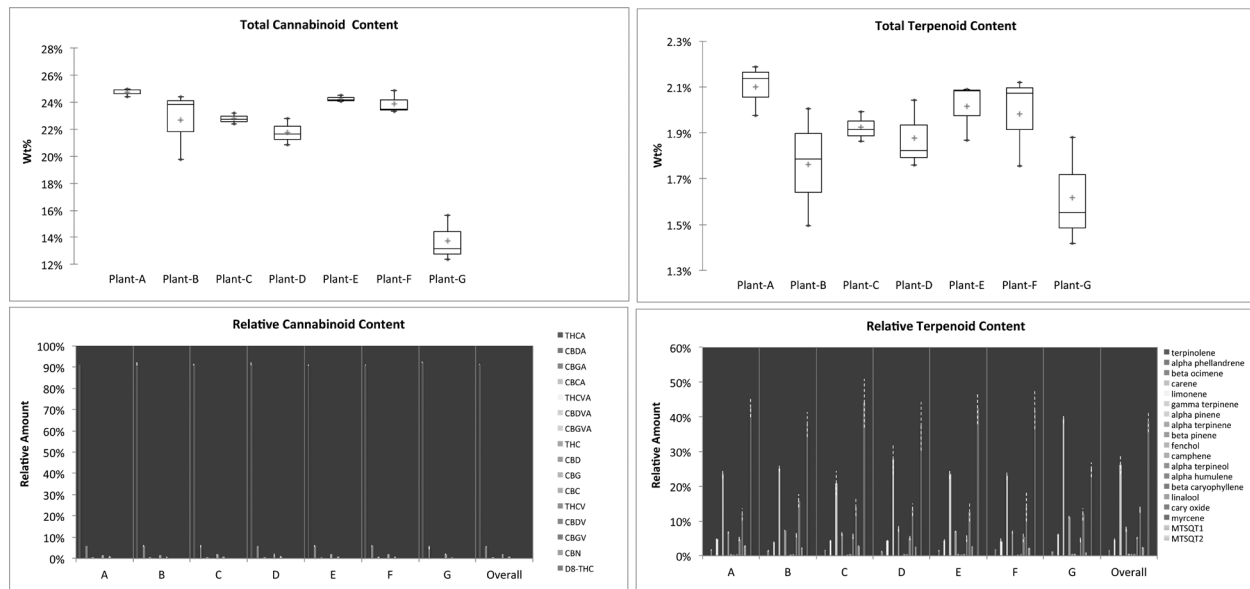 Total Cannabinoid Content
Wt%
28%
26%
24%
22%
20%
18%
16%
14%
12%
Plant-A Plant-B Plant-C Plant-D Plant-E Plant-F Plant-G
Total Terpenoid Content
Wt%
2.3%
2.1%
1.9%
1.7%
1.5%
1.3%
Plant-A Plant-B Plant-C Plant-D Plant-E Plant-F Plant-G
Relative Cannabinoid Content
Relative Amount
100%
90%
80%
70%
60%
50%
40%
30%
20%
10%
0%
A B C D E F G Overall
THCA
CBDA
CBGA
CBCA
THCVA
CBDVA
CBGVA
THC
CBD
CBG
CBC
THCV
CBDV
CBGV
CBN
D8-THC
Relative Terpenoid Content
Relative Amount
60%
50%
40%
30%
20%
10%
0%
A B C D E F G Overall
terpinolene
alpha phellandrene
beta ocimene
carene
limonene
gamma terpinene
alpha pinene
alpha terpinene
beta pinene
fenchol
camphene
alpha terpineol
alpha humulene
beta caryophyllene
linalool
cary oxide
myrcene
MTSQT1
MTSQT2